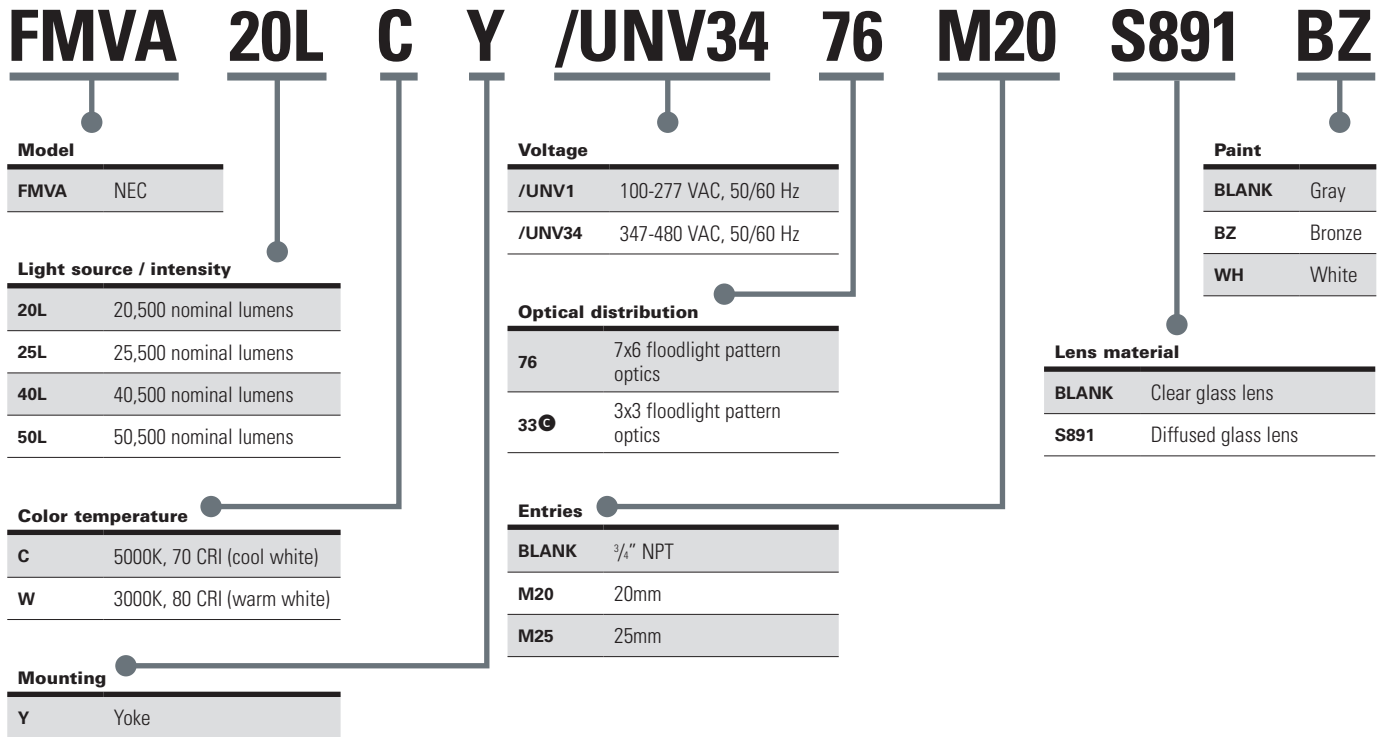 FMVA 20L C Y /UNV34 76 M20 S891 BZ
Model
FMVA NEC
Light source / intensity
20L 20,500 nominal lumens
25L 25,500 nominal lumens
40L 40,500 nominal lumens
50L 50,500 nominal lumens
Color temperature
C 5000K, 70 CRI (cool white)
W 3000K, 80 CRI (warm white)
Mounting
Y Yoke
Voltage
/UNV1 100-277 VAC, 50/60 Hz
/UNV34 347-480 VAC, 50/60 Hz
Optical distribution
76 7x6 floodlight pattern
optics
33 3x3 floodlight pattern
optics
Entries
BLANK 3/4” NPT
M20 20mm
M25 25mm
Lens material
BLANK Clear glass lens
S891 Diffused glass lens
Paint
BLANK Gray
BZ Bronze
WH White